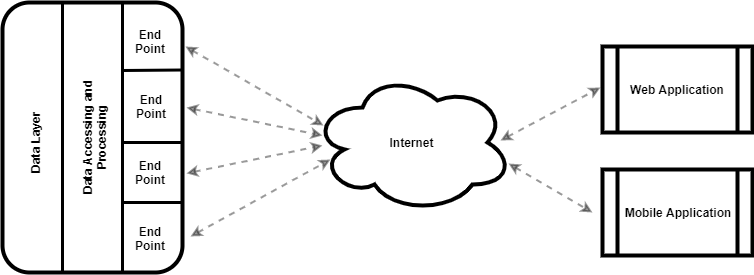 Data Layer
Data Accessing and
Processing
End
Point
End
Point
End
Point
End
Point
Internet
Web Application
Mobile Application